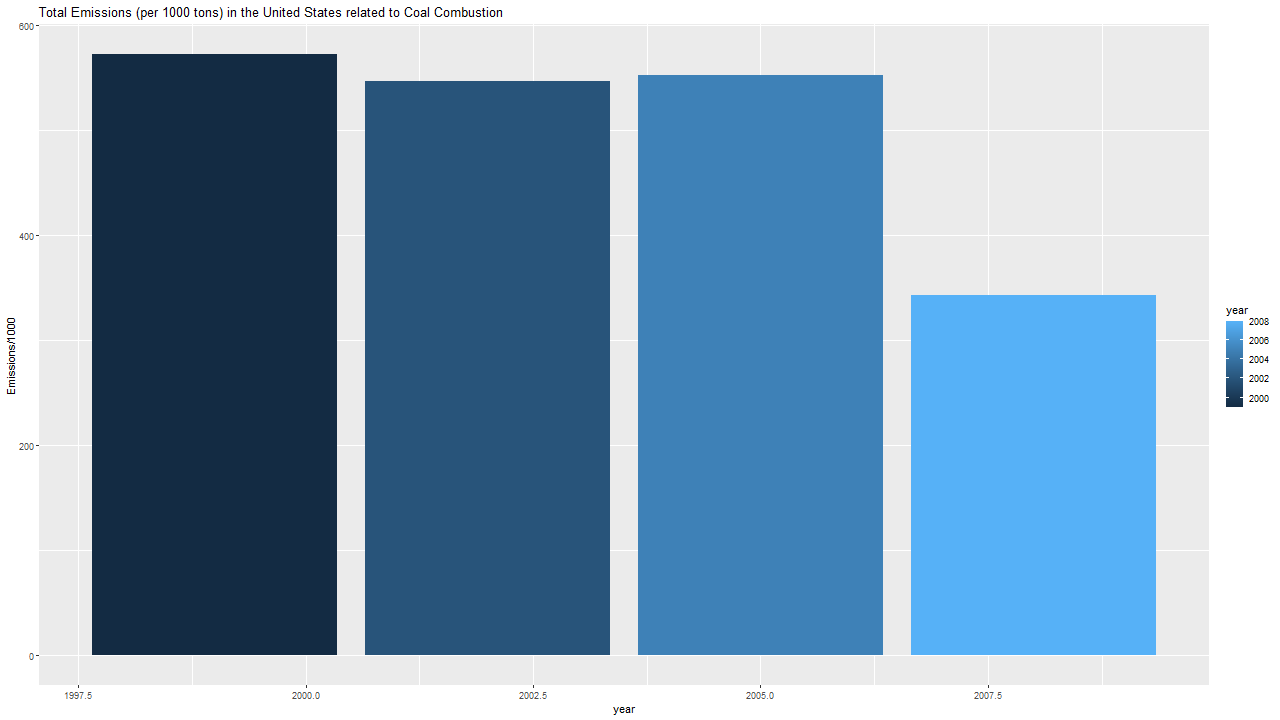 Total Emissions (per 1000 tons) in the United States related to Coal Combustion
600
400
200
0
Emissions/1000
1997.5 2000.0 2002.5 2005.0 2007.5
year
year
2008
2006
2004
2002
2000